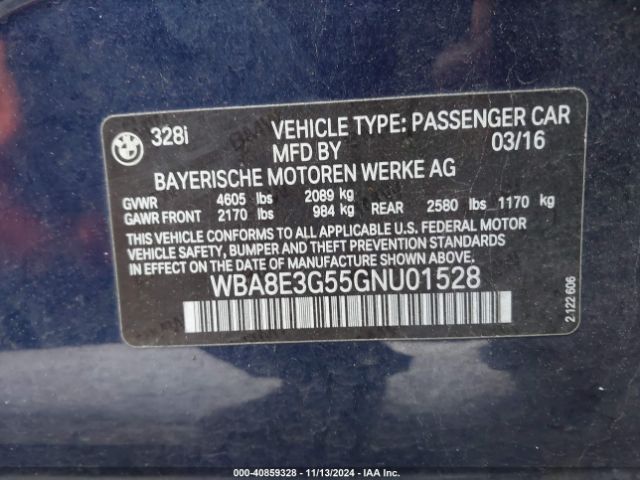 BMW
328i VEHICLE TYPE: PASSENGER CAR
MFD BY 03/16
BAYERISCHE MOTOREN WERKE AG
GVWR 4605 lbs 2089 kg
GAWR FRONT 2170 lbs 984 kg REAR 2580 lbs 1170 kg
THIS VEHICLE CONFORMS TO ALL APPLICABLE U.S. FEDERAL MOTOR
VEHICLE SAFETY, BUMPER AND THEFT PREVENTION STANDARDS
IN EFFECT ON THE DATE OF MANUFACTURE SHOWN ABOVE.
WBA8E3G55GNU01528
2.122 606
Stock: 40859328 - 11/13/2024 - IAA Inc.